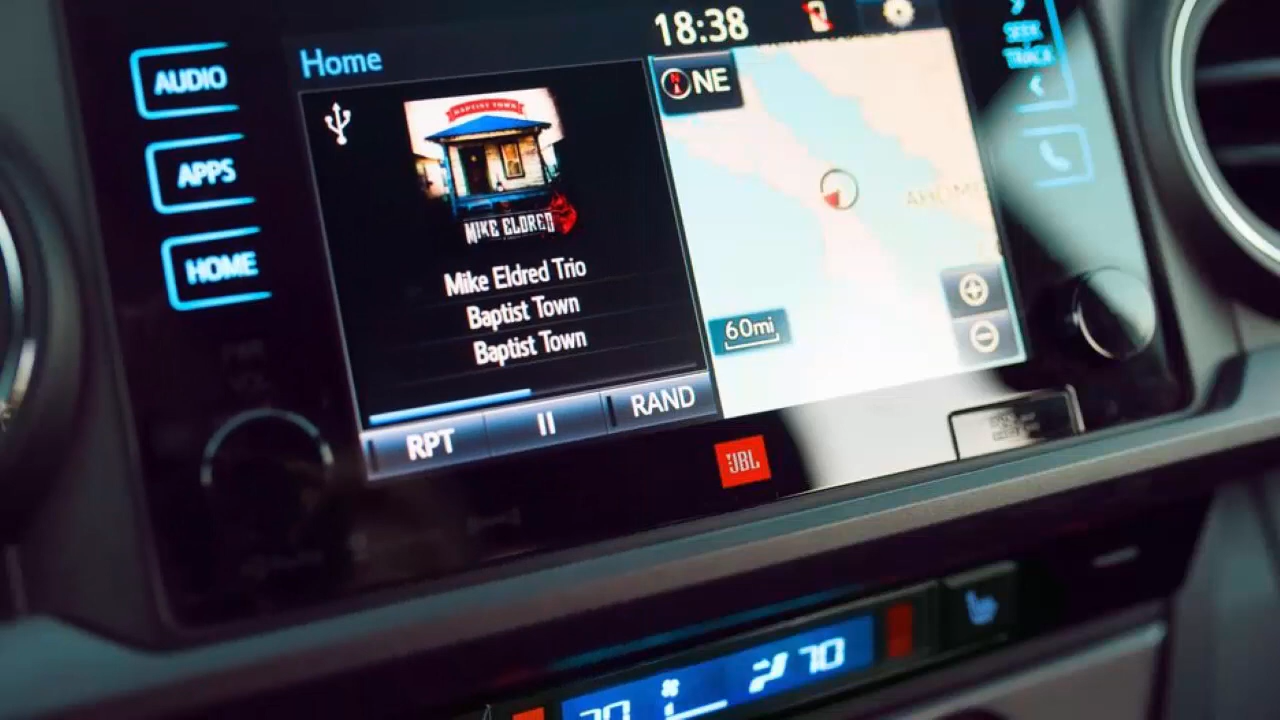 18:38
AUDIO
Home
SEEK
TRACK
NE
BAPTIST TOWN
APPS
MIKE ELDRED
HOME
Mike Eldred Trio
Baptist Town
Baptist Town
60mi
RPT
RAND
JBL
70
70